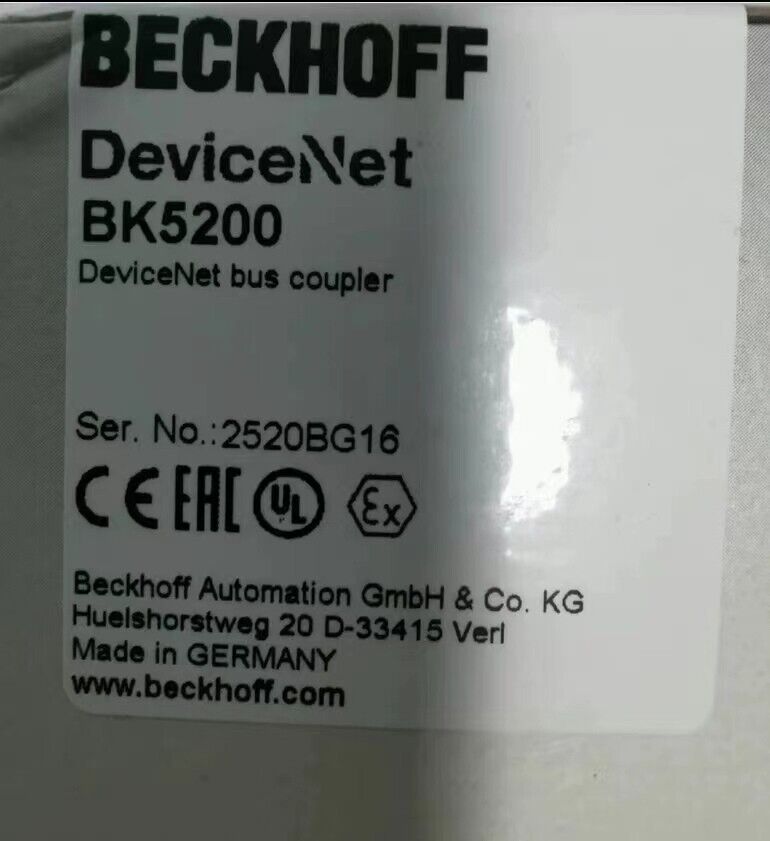 BECKHOFF
DeviceNet
BK5200
DeviceNet bus coupler
Ser. No.:2520BG16
CE EAC UL Ex
Beckhoff Automation GmbH & Co. KG
Huelshorstweg 20 D-33415 Verl
Made in GERMANY
www.beckhoff.com